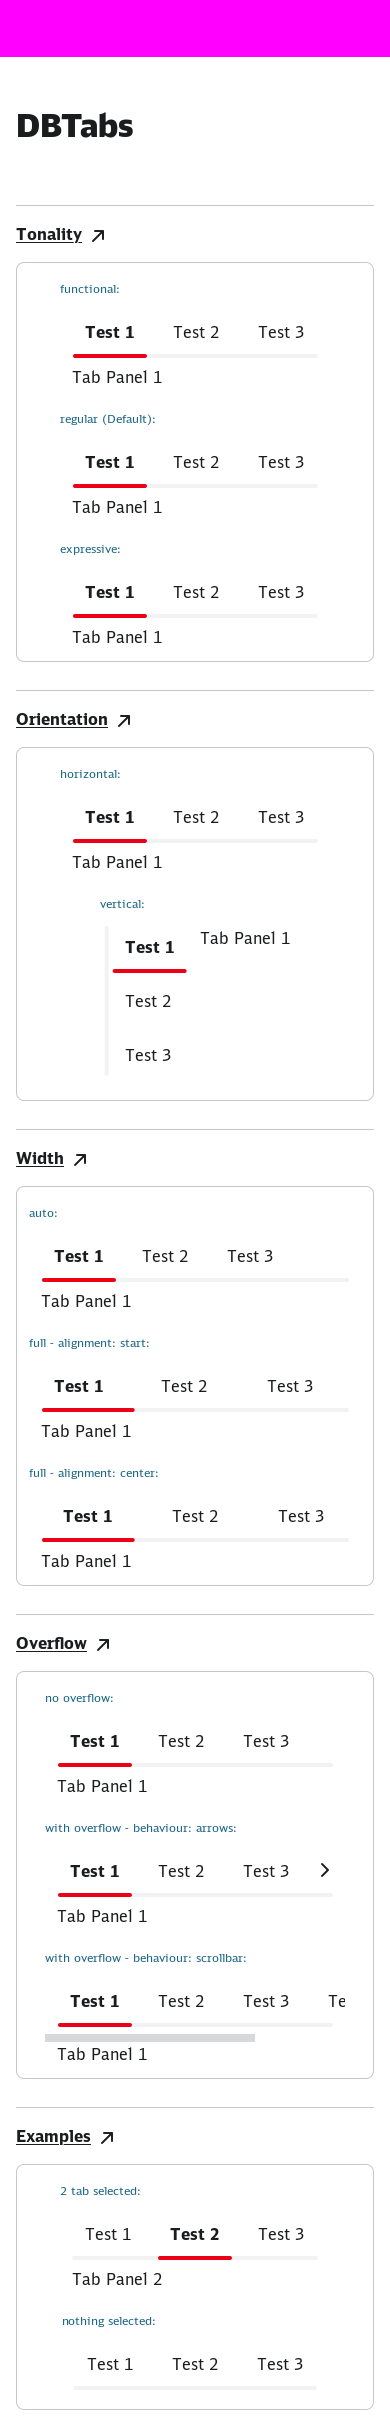 DBTabs
Tonality
functional:
Test 1 Test 2 Test 3
Tab Panel 1
regular (Default):
Test 1 Test 2 Test 3
Tab Panel 1
expressive:
Test 1 Test 2 Test 3
Tab Panel 1
Orientation
horizontal:
Test 1 Test 2 Test 3
Tab Panel 1
vertical:
Test 1 Tab Panel 1
Test 2
Test 3
Width
auto:
Test 1 Test 2 Test 3
Tab Panel 1
full - alignment: start:
Test 1 Test 2 Test 3
Tab Panel 1
full - alignment: center:
Test 1 Test 2 Test 3
Tab Panel 1
Overflow
no overflow:
Test 1 Test 2 Test 3
Tab Panel 1
with overflow - behaviour: arrows:
Test 1 Test 2 Test 3
Tab Panel 1
with overflow - behaviour: scrollbar:
Test 1 Test 2 Test 3 Te
Tab Panel 1
Examples
2 tab selected:
Test 1 Test 2 Test 3
Tab Panel 2
nothing selected:
Test 1 Test 2 Test 3